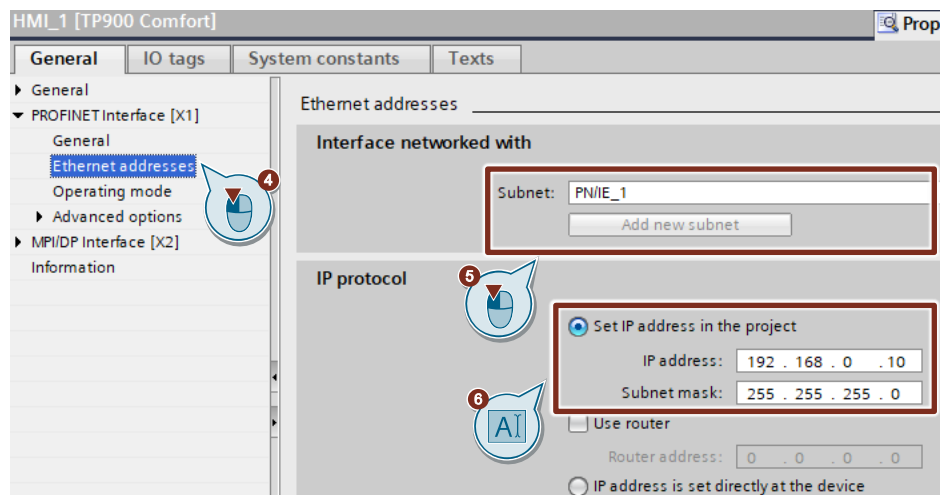 HMI_1 [TP900 Comfort]
Prop
General
IO tags
System constants
Texts
General
PROFINET Interface [X1]
General
Ethernet addresses
Operating mode
Advanced options
MPI/DP Interface [X2]
Information
4
Ethernet addresses
Interface networked with
Subnet: PN/IE_1
Add new subnet
5
IP protocol
Set IP address in the project
IP address: 192 . 168 . 0 . 10
Subnet mask: 255 . 255 . 255 . 0
6
A
Use router
Router address: 0 . 0 . 0 . 0
IP address is set directly at the device